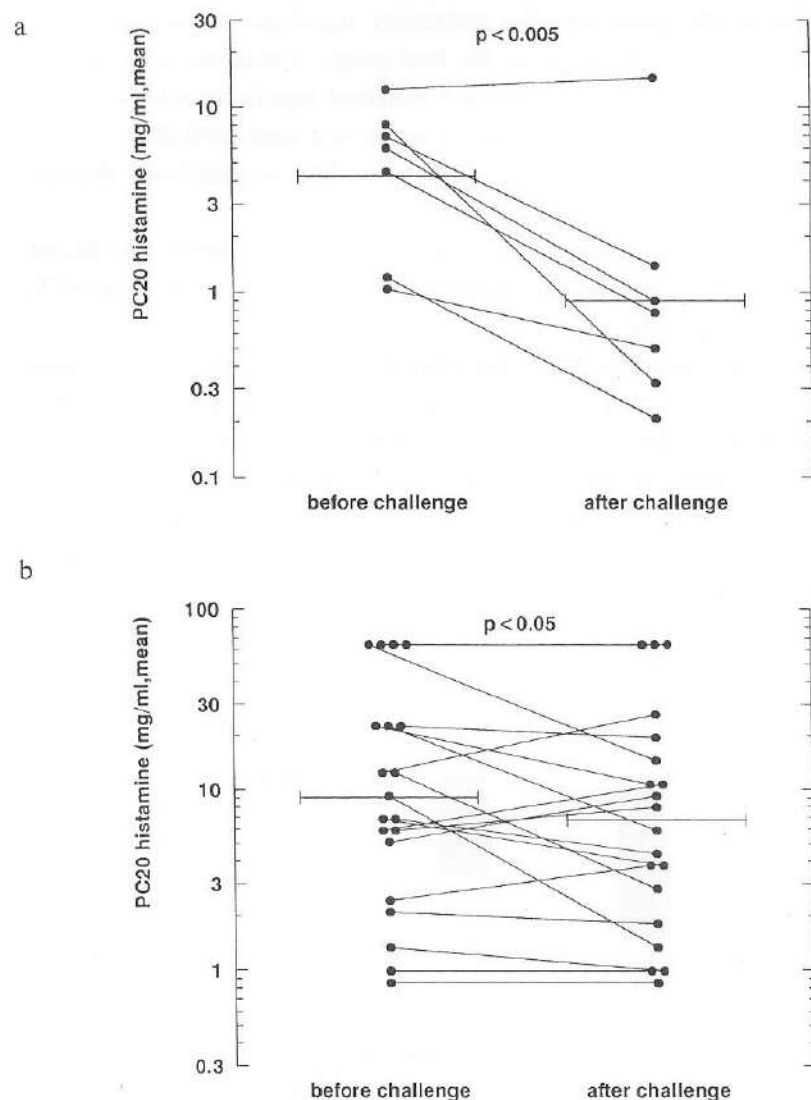 a
p < 0.005
PC20 histamine (mg/ml,mean)
30
10
3
1
0.3
0.1
before challenge
after challenge
b
p < 0.05
PC20 histamine (mg/ml,mean)
100
30
10
3
1
0.3
before challenge
after challenge